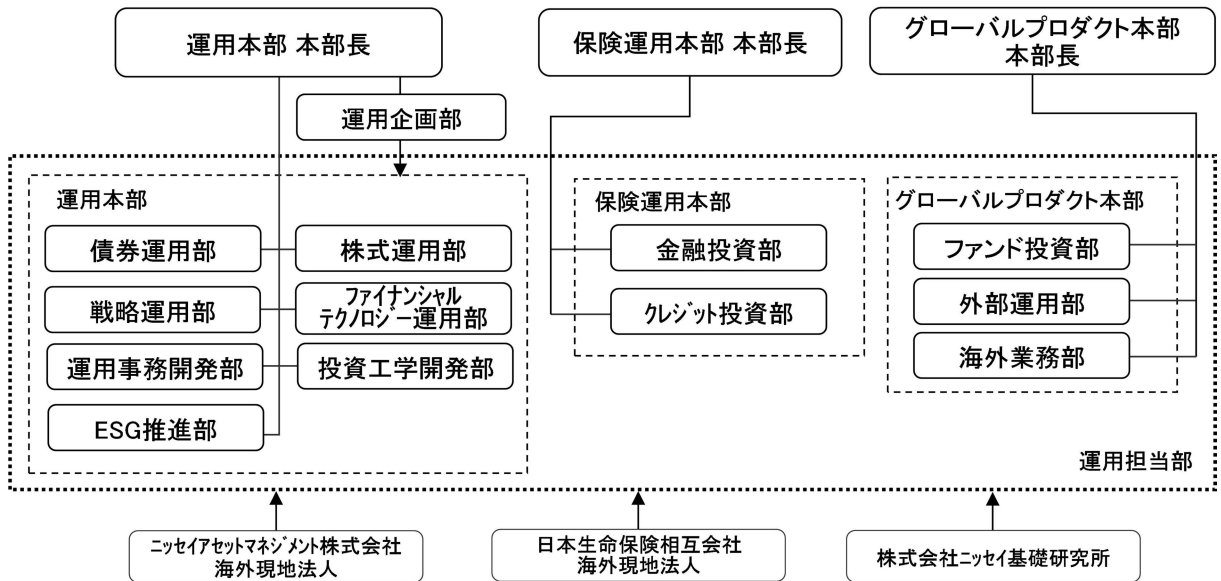 運用本部 本部長
保険運用本部 本部長
グローバルプロダクト本部
本部長
運用企画部
運用本部
債券運用部
株式運用部
戦略運用部
ファイナンシャル
テクノロジー運用部
運用事務開発部
投資工学開発部
ESG推進部
保険運用本部
金融投資部
クレジット投資部
グローバルプロダクト本部
ファンド投資部
外部運用部
海外業務部
運用担当部
ニッセイアセットマネジメント株式会社
海外現地法人
日本生命保険相互会社
海外現地法人
株式会社ニッセイ基礎研究所